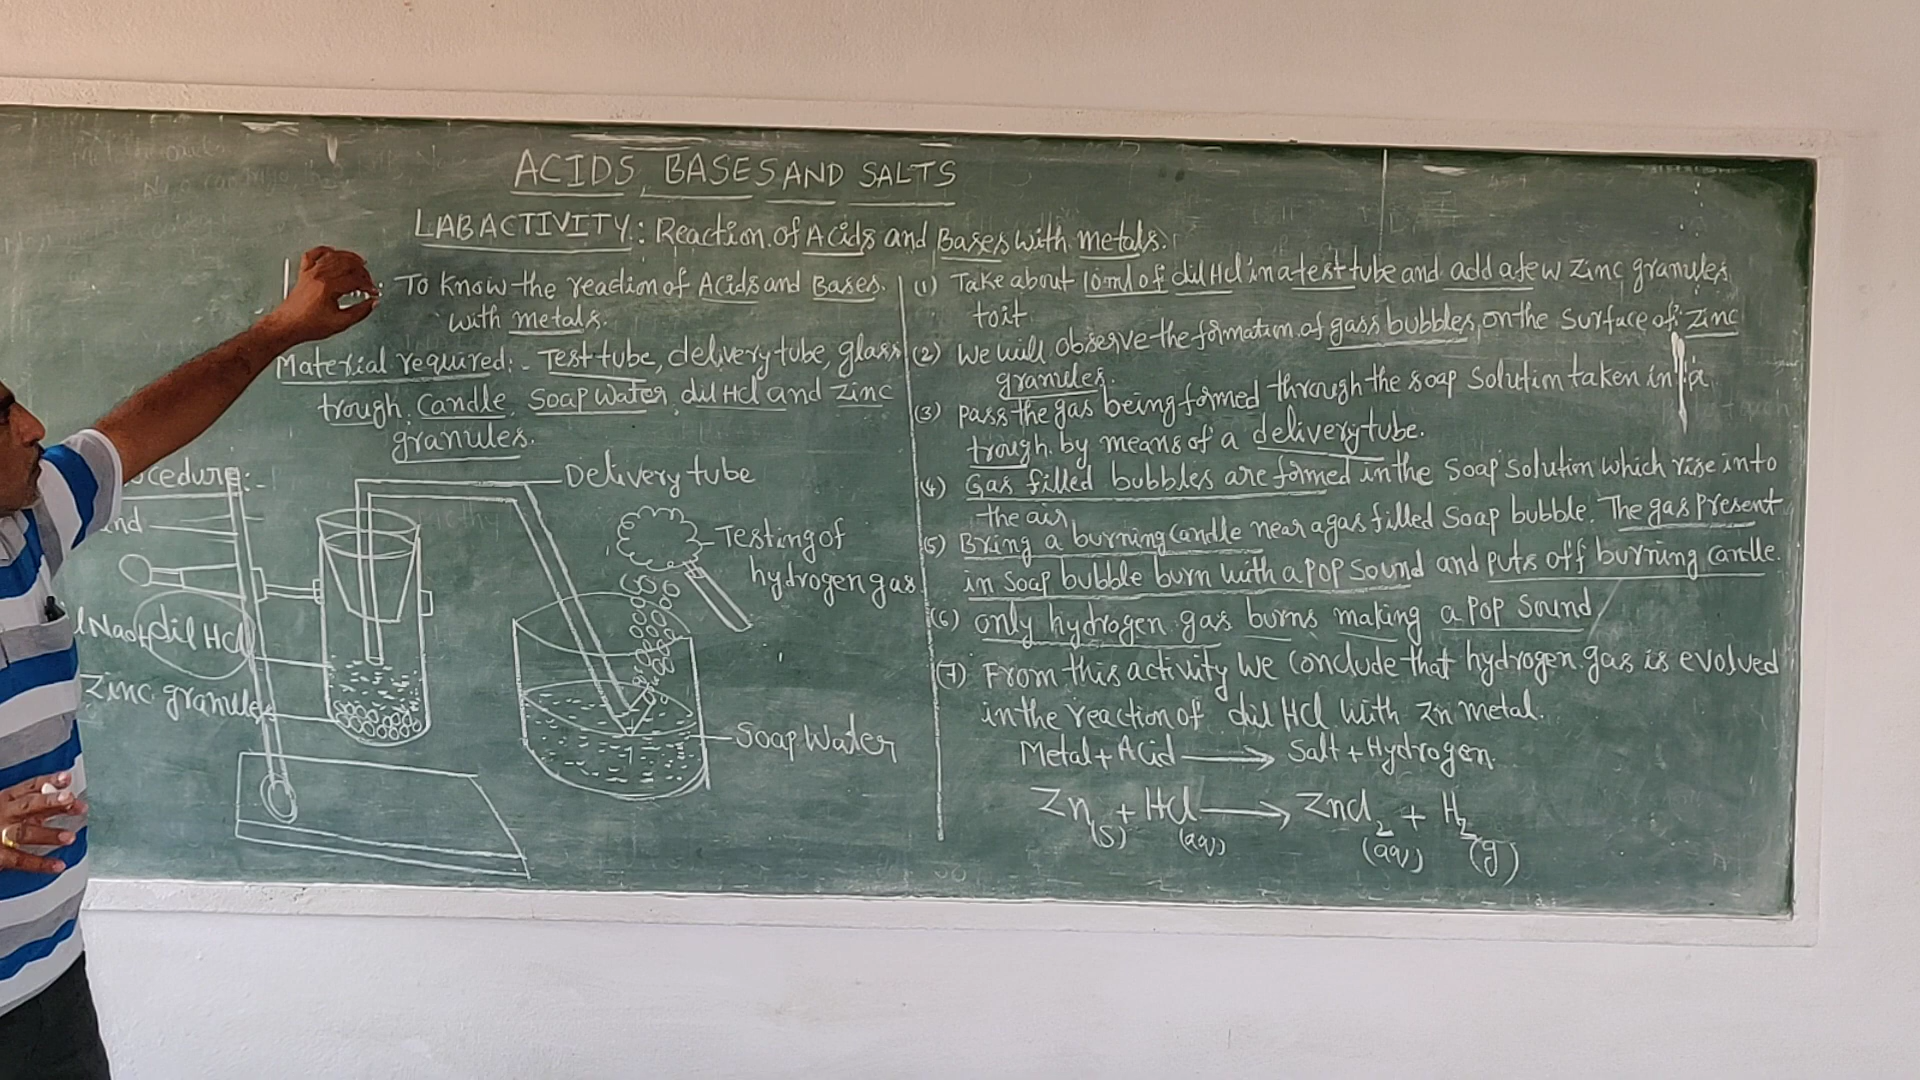 ACIDS, BASES AND SALTS
LAB ACTIVITY: Reaction of Acids and Bases with metals.
: To know the reaction of Acids and Bases.
with metals.
Material required:- Test tube, delivery tube, glass
trough, Candle, Soap Water, dil Hcl and Zinc
granules.
ocedure:-
Delivery tube
Testing of
hydrogen gas
dil Hcl
Zinc granules
Soap Water
(1) Take about 10ml of dil Hcl in a test tube and add a few Zinc granules
to it
(2) We will observe the formation of gass bubbles, on the surface of Zinc
granules.
(3) pass the gas being formed through the soap solution taken in a
trough by means of a delivery tube.
(4) Gas filled bubbles are formed in the soap solution which rise into
the air
(5) Bring a burning candle near a gas filled soap bubble. The gas present
in soap bubble burn with a pop sound and puts off burning candle.
(6) only hydrogen gas burns making a pop sound
(7) From this activity we conclude that hydrogen gas is evolved
in the reaction of dil Hcl with Zn metal.
Metal + Acid ⟶ Salt + Hydrogen
Zn(s) + Hcl(aq) ⟶ Zncl₂(aq) + H₂(g)